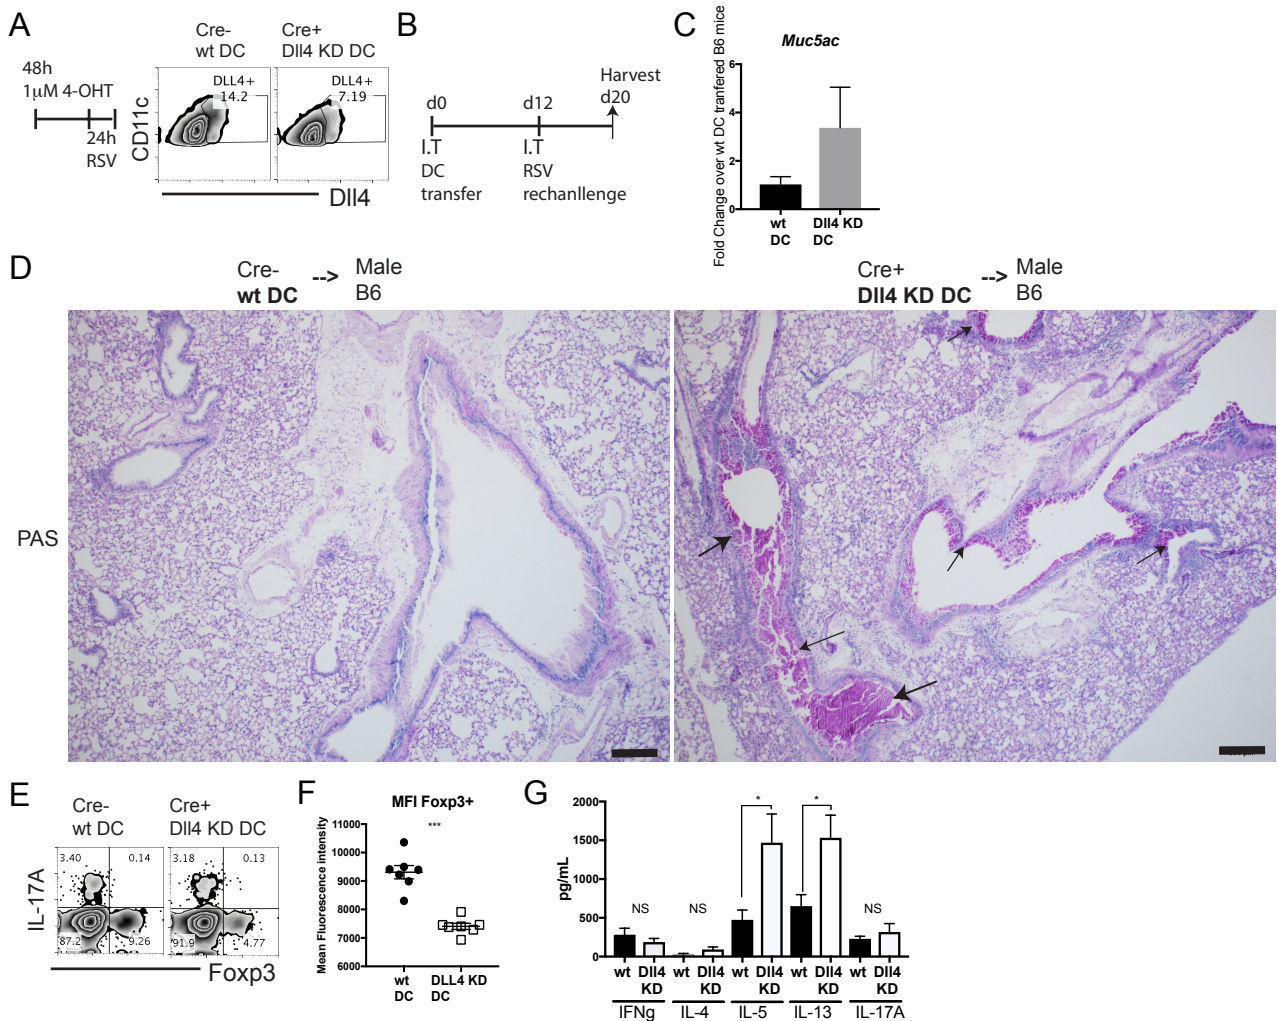 A
Cre-
wt DC
Cre+
Dll4 KD DC
48h
1µM 4-OHT
24h
RSV
CD11c
DLL4+
14.2
DLL4+
7.19
Dll4
B
Harvest
d0
d12
d20
I.T
DC
transfer
I.T
RSV
rechanllenge
C
Muc5ac
Fold Change over wt DC tranfered B6 mice
6
4
2
0
wt
DC
Dll4 KD
DC
D
Cre-
wt DC
-->
Male
B6
Cre+
Dll4 KD DC
-->
Male
B6
PAS
E
Cre-
wt DC
Cre+
Dll4 KD DC
IL-17A
3.40
0.14
87.2
9.26
3.18
0.13
91.9
4.77
Foxp3
F
MFI Foxp3+
Mean Fluorescence intensity
11000
10000
9000
8000
7000
6000
***
wt
DC
DLL4 KD
DC
G
pg/mL
2000
1500
1000
500
0
NS
NS
*
*
NS
wt
Dll4
KD
wt
Dll4
KD
wt
Dll4
KD
wt
Dll4
KD
wt
Dll4
KD
IFNg
IL-4
IL-5
IL-13
IL-17A